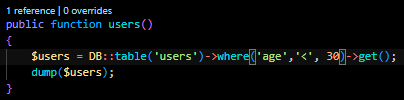 1 reference | 0 overrides
public function users()
{
$users = DB::table('users')->where('age','<', 30)->get();
dump($users);
}